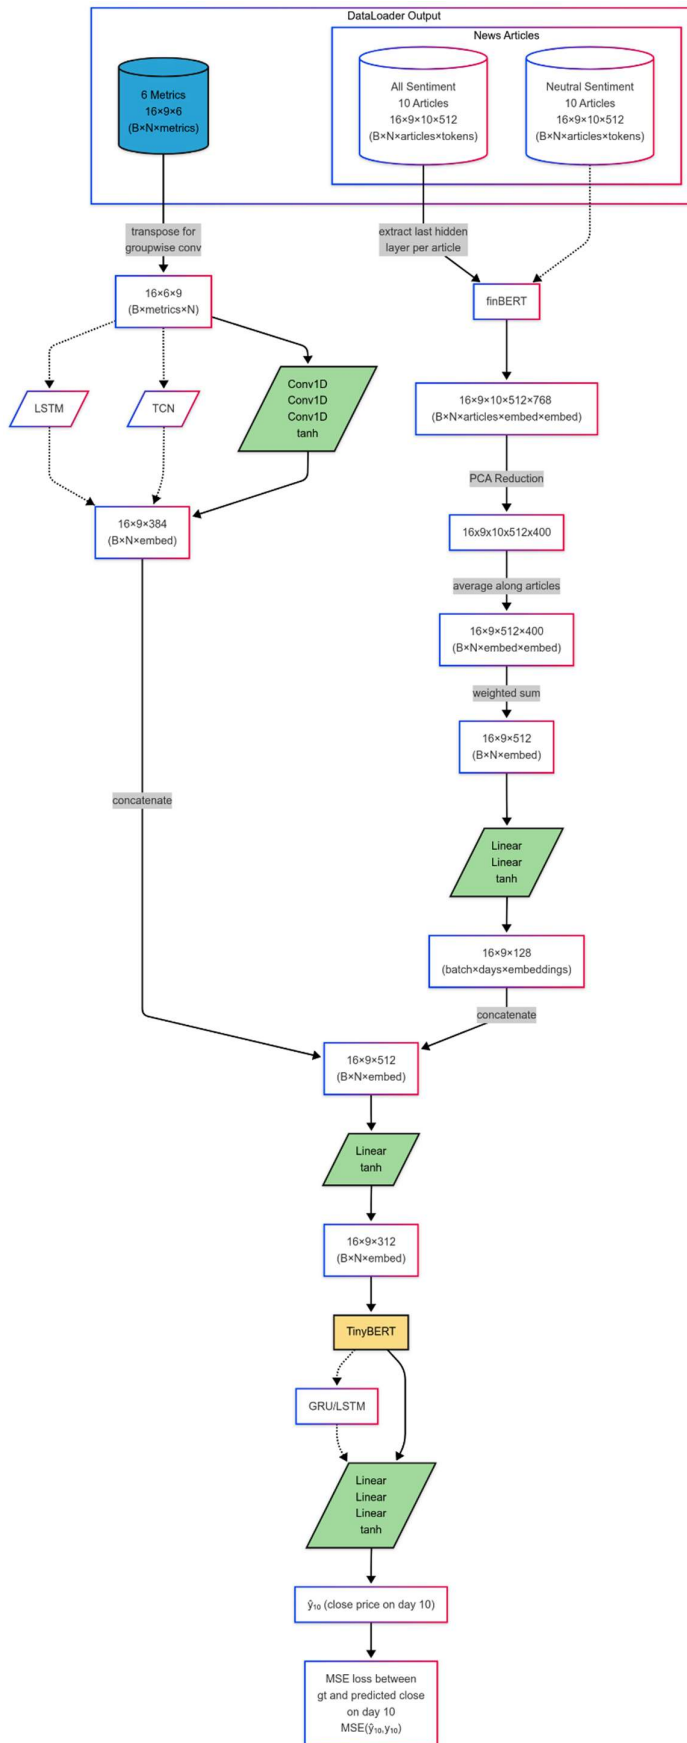 DataLoader Output
News Articles
6 Metrics
16×9×6
(B×N×metrics)
All Sentiment
10 Articles
16×9×10×512
(B×N×articles×tokens)
Neutral Sentiment
10 Articles
16×9×10×512
(B×N×articles×tokens)
transpose for
groupwise conv
extract last hidden
layer per article
16×6×9
(B×metrics×N)
finBERT
LSTM
TCN
Conv1D
Conv1D
Conv1D
tanh
16×9×10×512×768
(B×N×articles×embed×embed)
PCA Reduction
16×9×384
(B×N×embed)
16x9x10x512x400
average along articles
16×9×512×400
(B×N×embed×embed)
weighted sum
16×9×512
(B×N×embed)
concatenate
Linear
Linear
tanh
16×9×128
(batch×days×embeddings)
concatenate
16×9×512
(B×N×embed)
Linear
tanh
16×9×312
(B×N×embed)
TinyBERT
GRU/LSTM
Linear
Linear
Linear
tanh
ŷ₁₀ (close price on day 10)
MSE loss between
gt and predicted close
on day 10
MSE(ŷ₁₀,y₁₀)